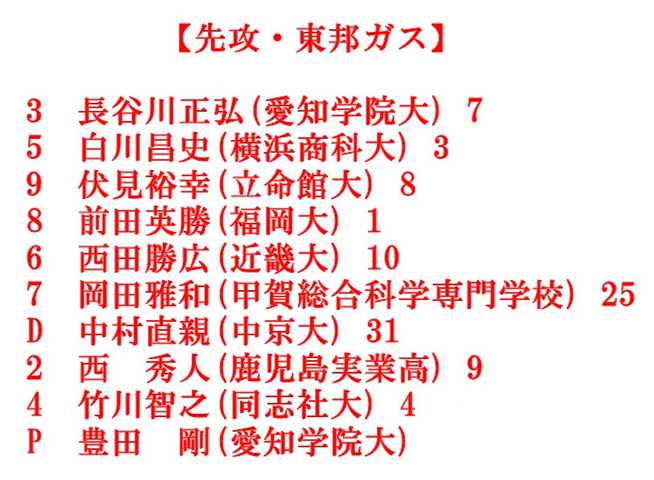 【先攻・東邦ガス】
3 長谷川正弘(愛知学院大) 7
5 白川昌史(横浜商科大) 3
9 伏見裕幸(立命館大) 8
8 前田英勝(福岡大) 1
6 西田勝広(近畿大) 10
7 岡田雅和(甲賀総合科学専門学校) 25
D 中村直親(中京大) 31
2 西 秀人(鹿児島実業高) 9
4 竹川智之(同志社大) 4
P 豊田 剛(愛知学院大)